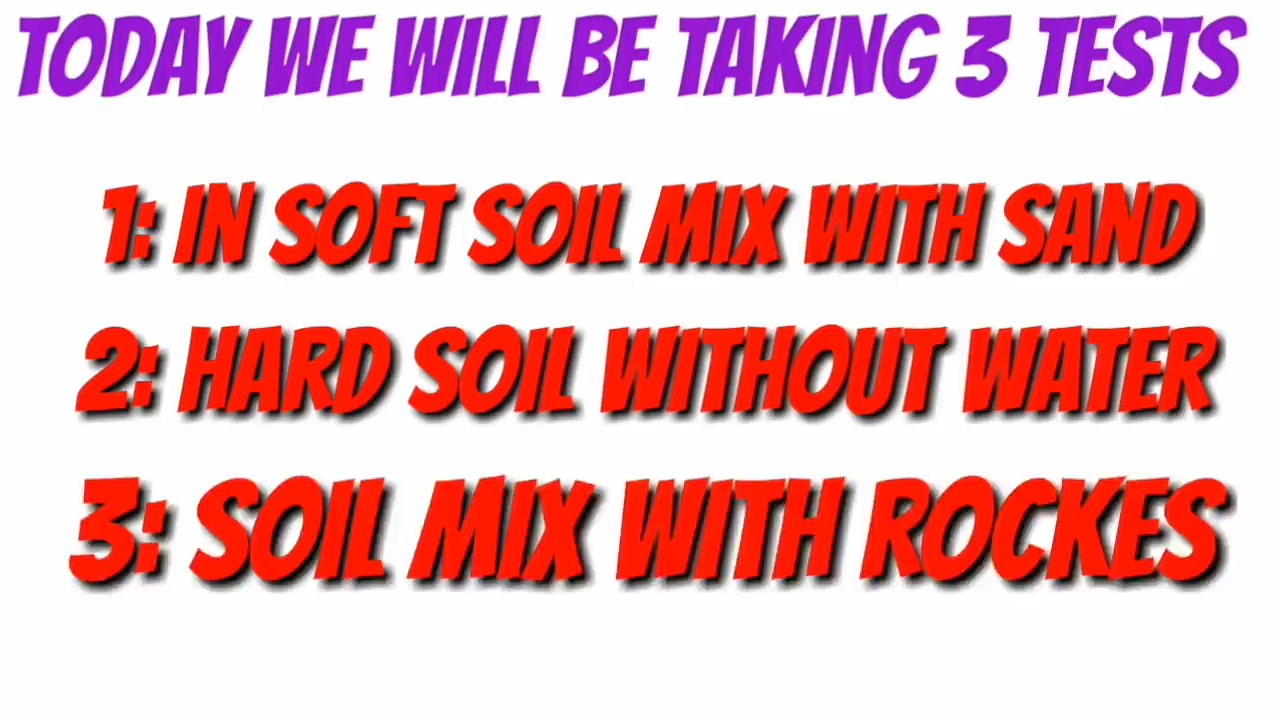 TODAY WE WILL BE TAKING 3 TESTS
1: IN SOFT SOIL MIX WITH SAND
2: HARD SOIL WITHOUT WATER
3: SOIL MIX WITH ROCKES